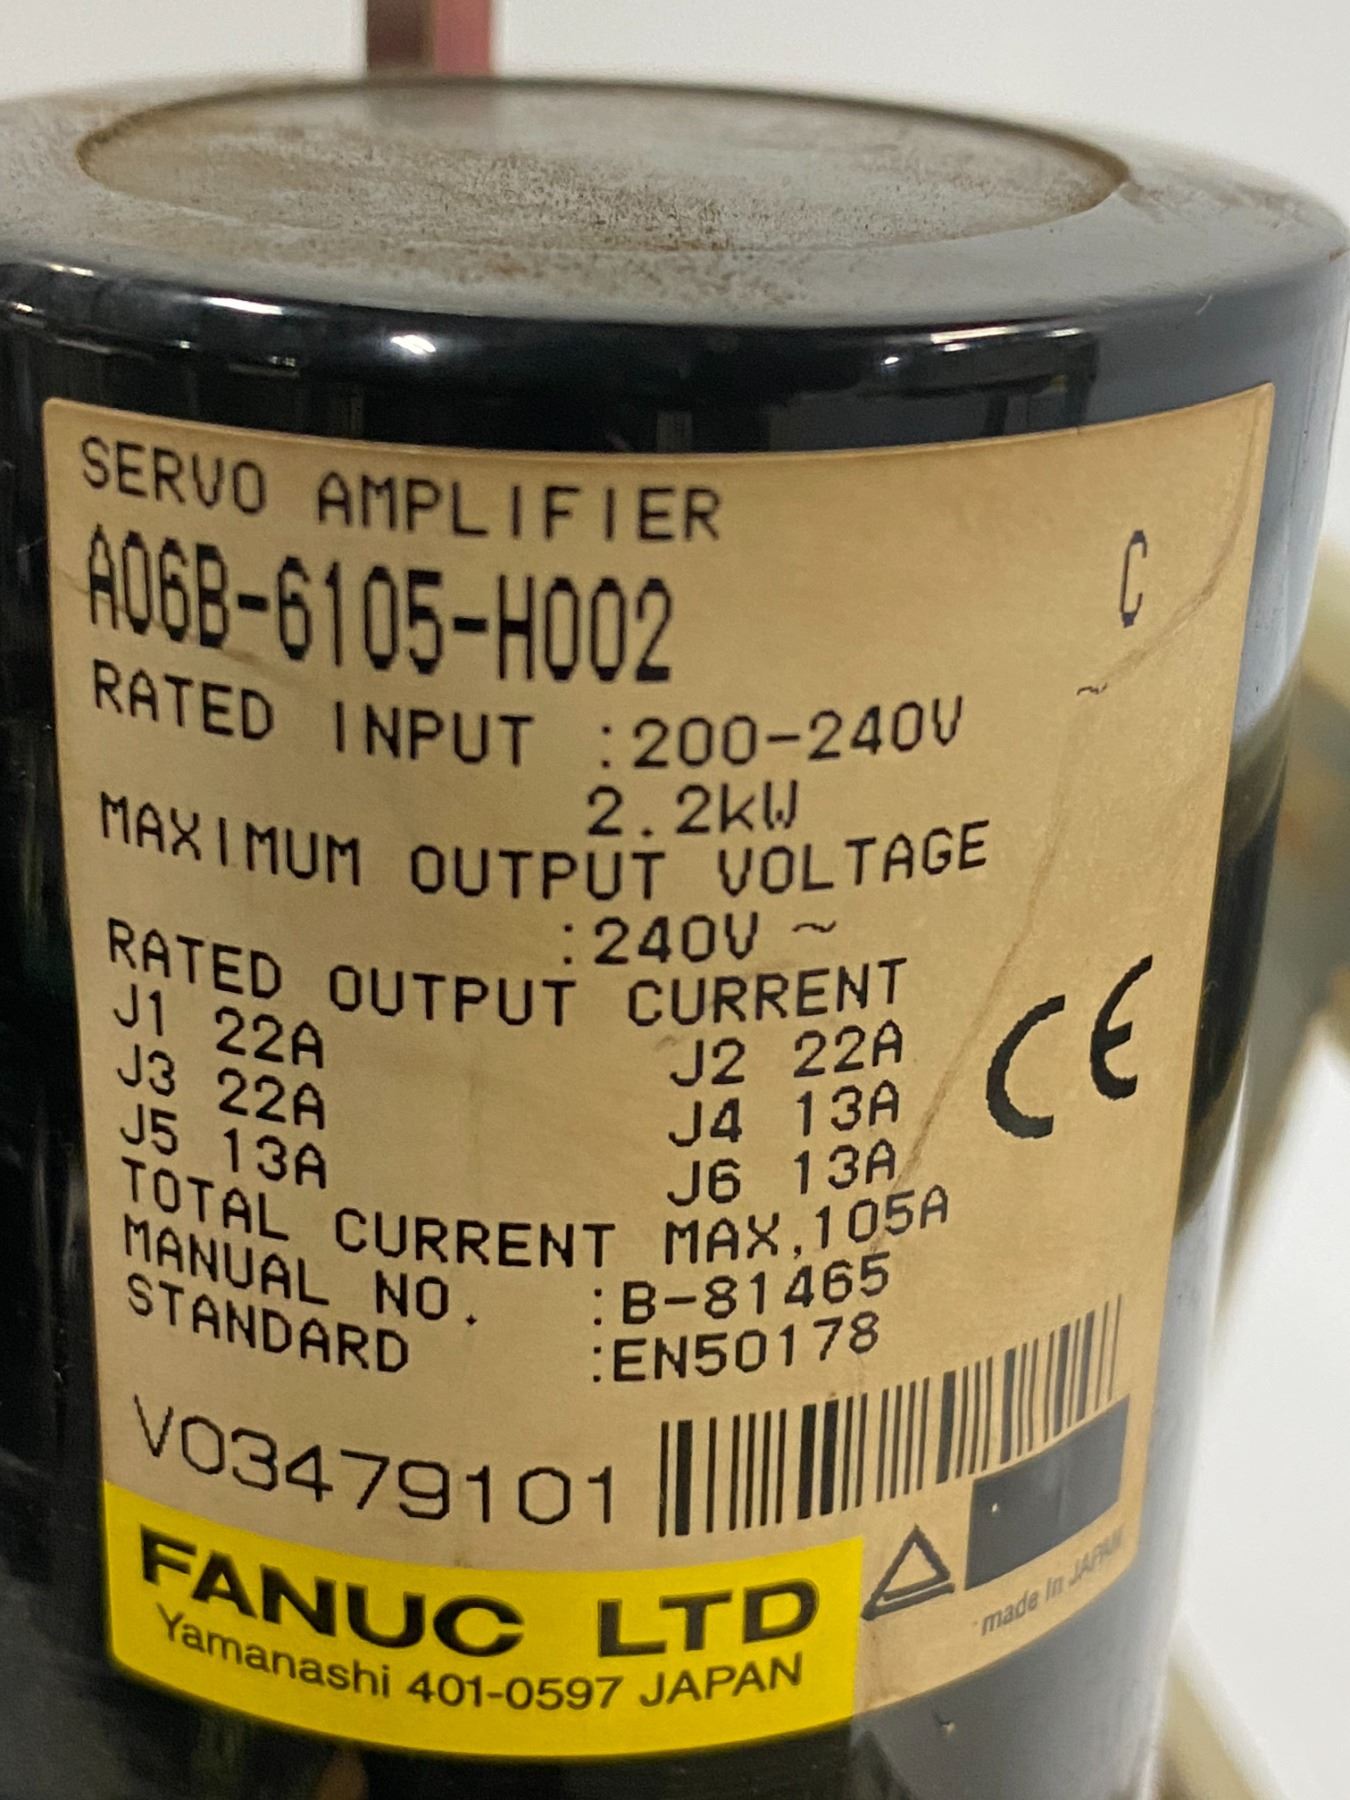 SERVO AMPLIFIER
A06B-6105-H002 C
RATED INPUT :200-240V ~
2.2kW
MAXIMUM OUTPUT VOLTAGE
:240V ~
RATED OUTPUT CURRENT
J1 22A J2 22A
J3 22A J4 13A
J5 13A J6 13A
CE
TOTAL CURRENT MAX,105A
MANUAL NO. :B-81465
STANDARD :EN50178
V03479101
FANUC LTD
Yamanashi 401-0597 JAPAN
made In JAPAN